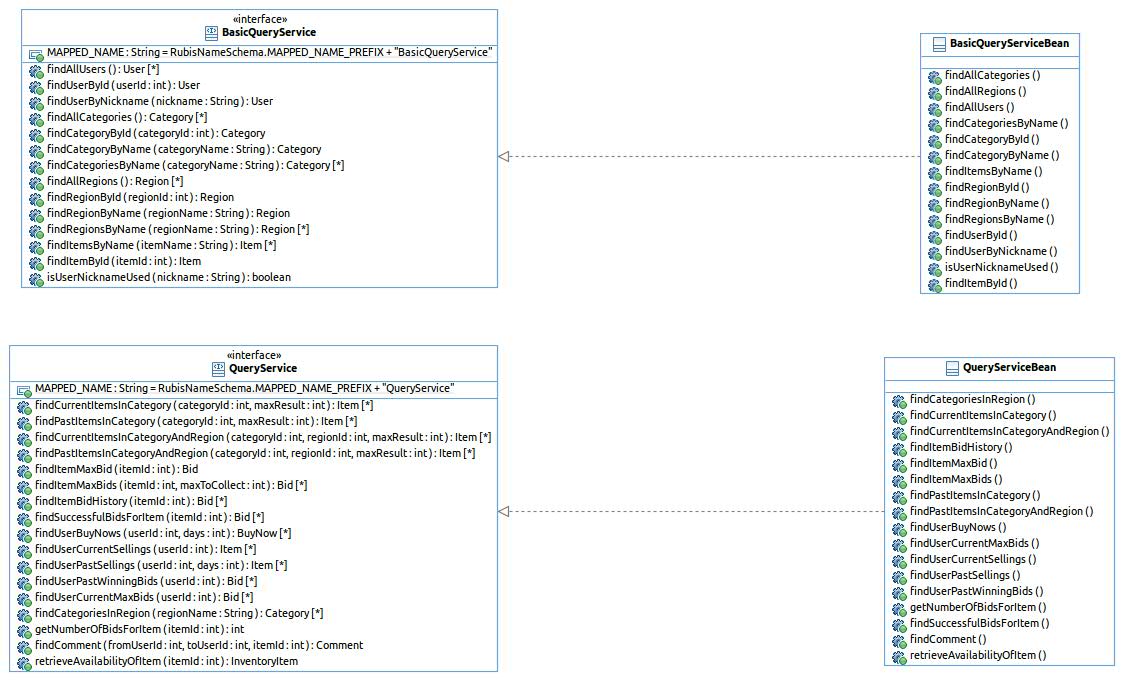 «interface»
BasicQueryService
MAPPED_NAME : String = RubisNameSchema.MAPPED_NAME_PREFIX + "BasicQueryService"
findAllUsers ( ) : User [*]
findUserById ( userId : int ) : User
findUserByNickname ( nickname : String ) : User
findAllCategories ( ) : Category [*]
findCategoryById ( categoryId : int ) : Category
findCategoryByName ( categoryName : String ) : Category
findCategoriesByName ( categoryName : String ) : Category [*]
findAllRegions ( ) : Region [*]
findRegionById ( regionId : int ) : Region
findRegionByName ( regionName : String ) : Region
findRegionsByName ( regionName : String ) : Region [*]
findItemsByName ( itemName : String ) : Item [*]
findItemById ( itemId : int ) : Item
isUserNicknameUsed ( nickname : String ) : boolean
BasicQueryServiceBean
findAllCategories ( )
findAllRegions ( )
findAllUsers ( )
findCategoriesByName ( )
findCategoryById ( )
findCategoryByName ( )
findItemsByName ( )
findRegionById ( )
findRegionByName ( )
findRegionsByName ( )
findUserById ( )
findUserByNickname ( )
isUserNicknameUsed ( )
findItemById ( )
«interface»
QueryService
MAPPED_NAME : String = RubisNameSchema.MAPPED_NAME_PREFIX + "QueryService"
findCurrentItemsInCategory ( categoryId : int, maxResult : int ) : Item [*]
findPastItemsInCategory ( categoryId : int, maxResult : int ) : Item [*]
findCurrentItemsInCategoryAndRegion ( categoryId : int, regionId : int, maxResult : int ) : Item [*]
findPastItemsInCategoryAndRegion ( categoryId : int, regionId : int, maxResult : int ) : Item [*]
findItemMaxBid ( itemId : int ) : Bid
findItemMaxBids ( itemId : int, maxToCollect : int ) : Bid [*]
findItemBidHistory ( itemId : int ) : Bid [*]
findSuccessfulBidsForItem ( itemId : int ) : Bid [*]
findUserBuyNows ( userId : int, days : int ) : BuyNow [*]
findUserCurrentSellings ( userId : int ) : Item [*]
findUserPastSellings ( userId : int, days : int ) : Item [*]
findUserPastWinningBids ( userId : int ) : Bid [*]
findUserCurrentMaxBids ( userId : int ) : Bid [*]
findCategoriesInRegion ( regionName : String ) : Category [*]
getNumberOfBidsForItem ( itemId : int ) : int
findComment ( fromUserId : int, toUserId : int, itemId : int ) : Comment
retrieveAvailabilityOfItem ( itemId : int ) : InventoryItem
QueryServiceBean
findCategoriesInRegion ( )
findCurrentItemsInCategory ( )
findCurrentItemsInCategoryAndRegion ( )
findItemBidHistory ( )
findItemMaxBid ( )
findItemMaxBids ( )
findPastItemsInCategory ( )
findPastItemsInCategoryAndRegion ( )
findUserBuyNows ( )
findUserCurrentMaxBids ( )
findUserCurrentSellings ( )
findUserPastSellings ( )
findUserPastWinningBids ( )
getNumberOfBidsForItem ( )
findSuccessfulBidsForItem ( )
findComment ( )
retrieveAvailabilityOfItem ( )